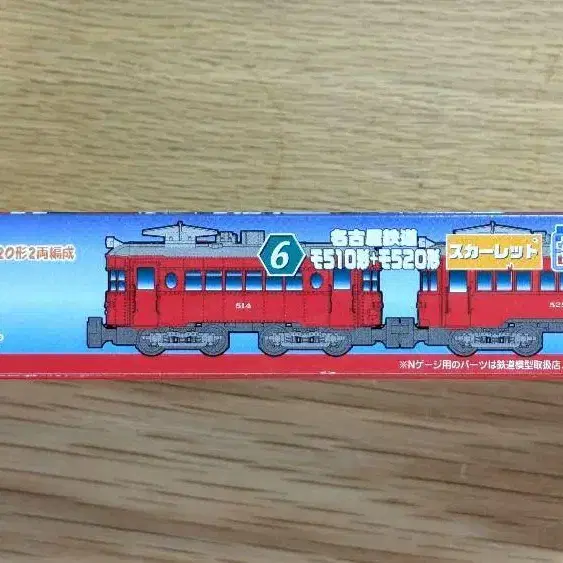 20形2両編成
6
名古屋鉄道
モ510形+モ520形
スカーレット
514
※Nゲージ用のパーツは鉄道模型取扱店